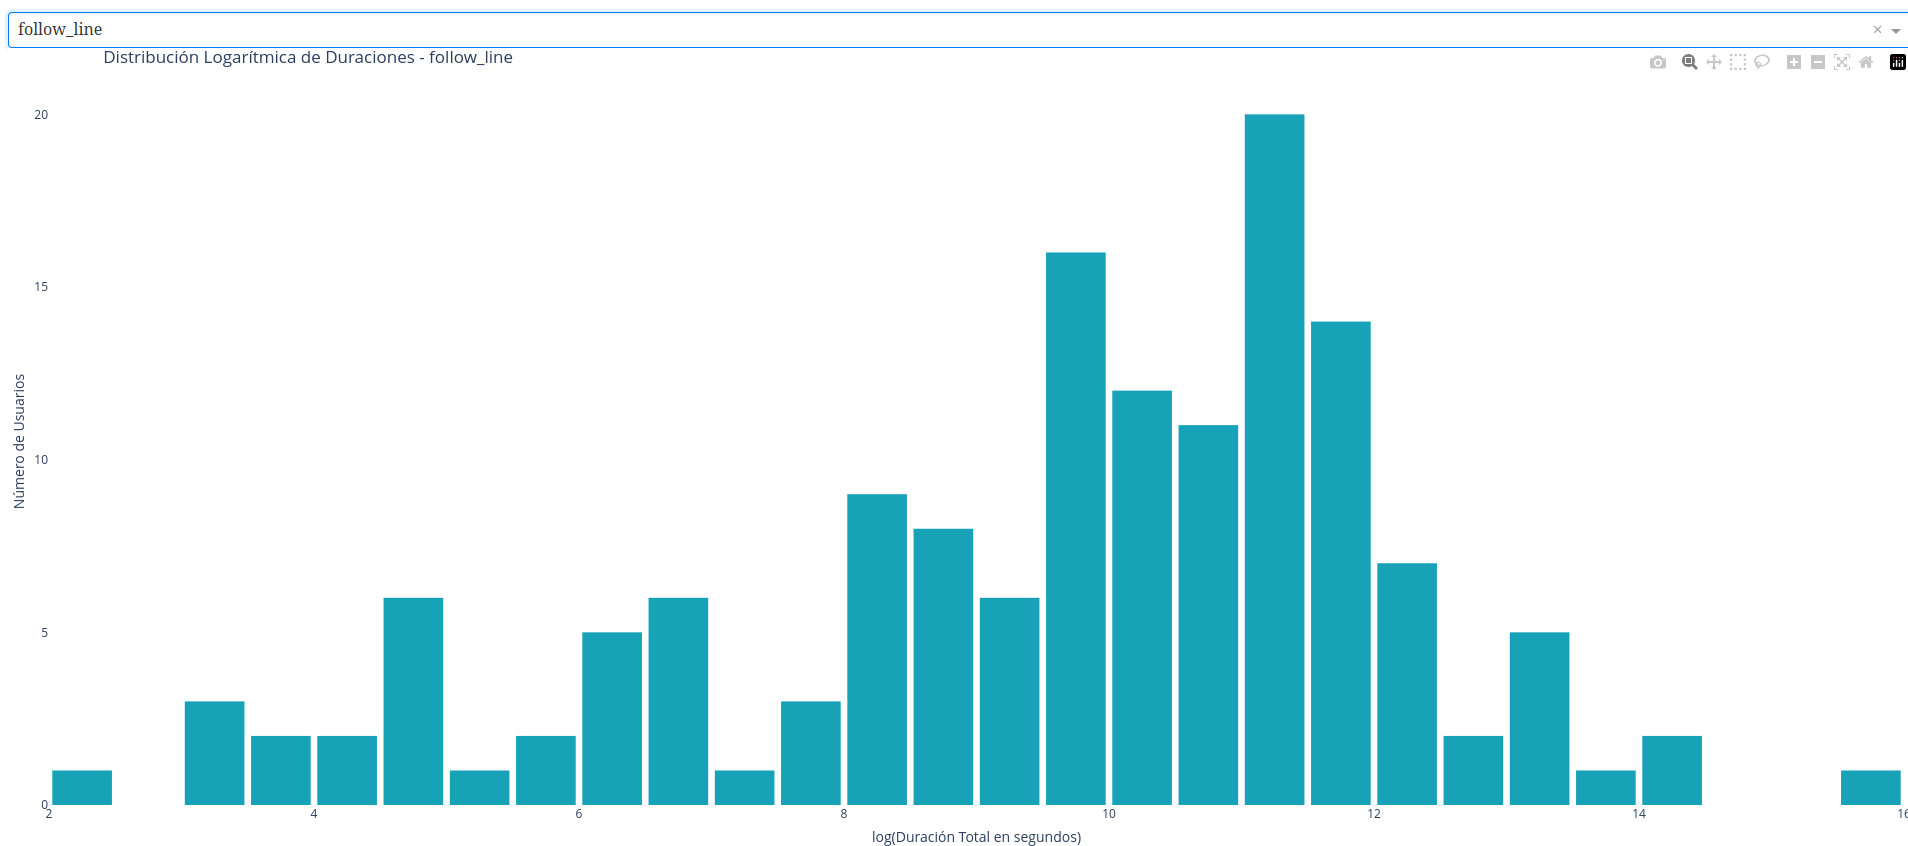 follow_line
Distribución Logarítmica de Duraciones - follow_line
20
15
10
5
0
Número de Usuarios
2 4 6 8 10 12 14 16
log(Duración Total en segundos)